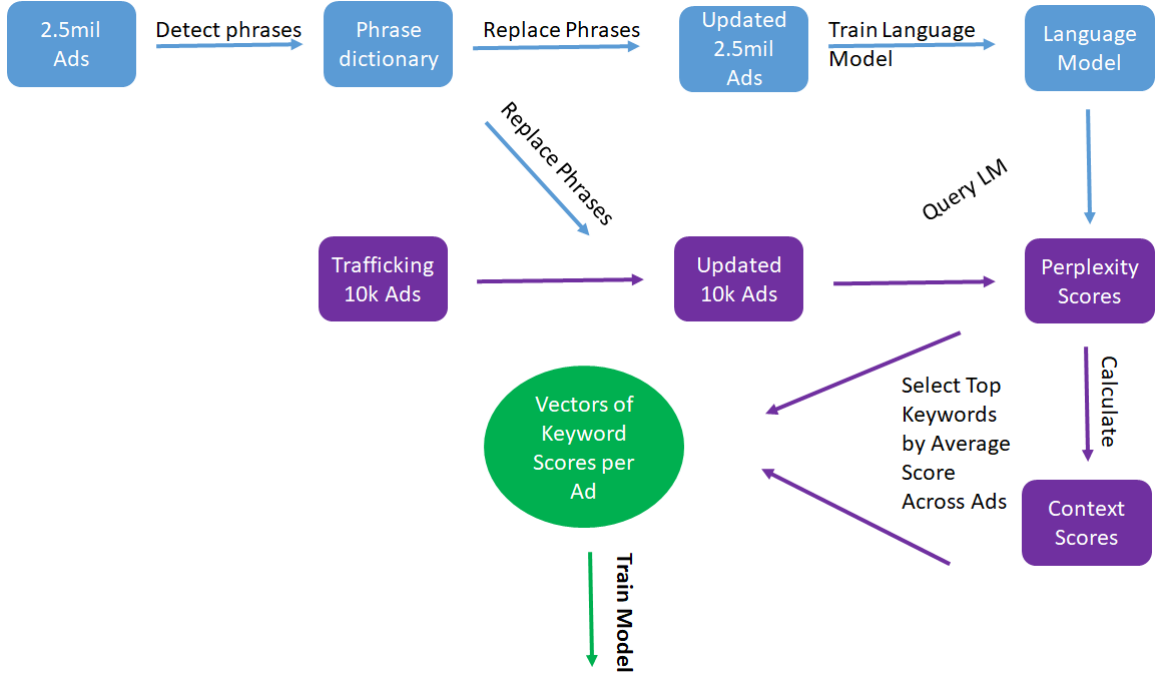 2.5mil
Ads
Detect phrases
Phrase
dictionary
Replace Phrases
Updated
2.5mil
Ads
Train Language
Model
Language
Model
Replace Phrases
Query LM
Trafficking
10k Ads
Updated
10k Ads
Perplexity
Scores
Calculate
Select Top
Keywords
by Average
Score
Across Ads
Vectors of
Keyword
Scores per
Ad
Context
Scores
Train Model